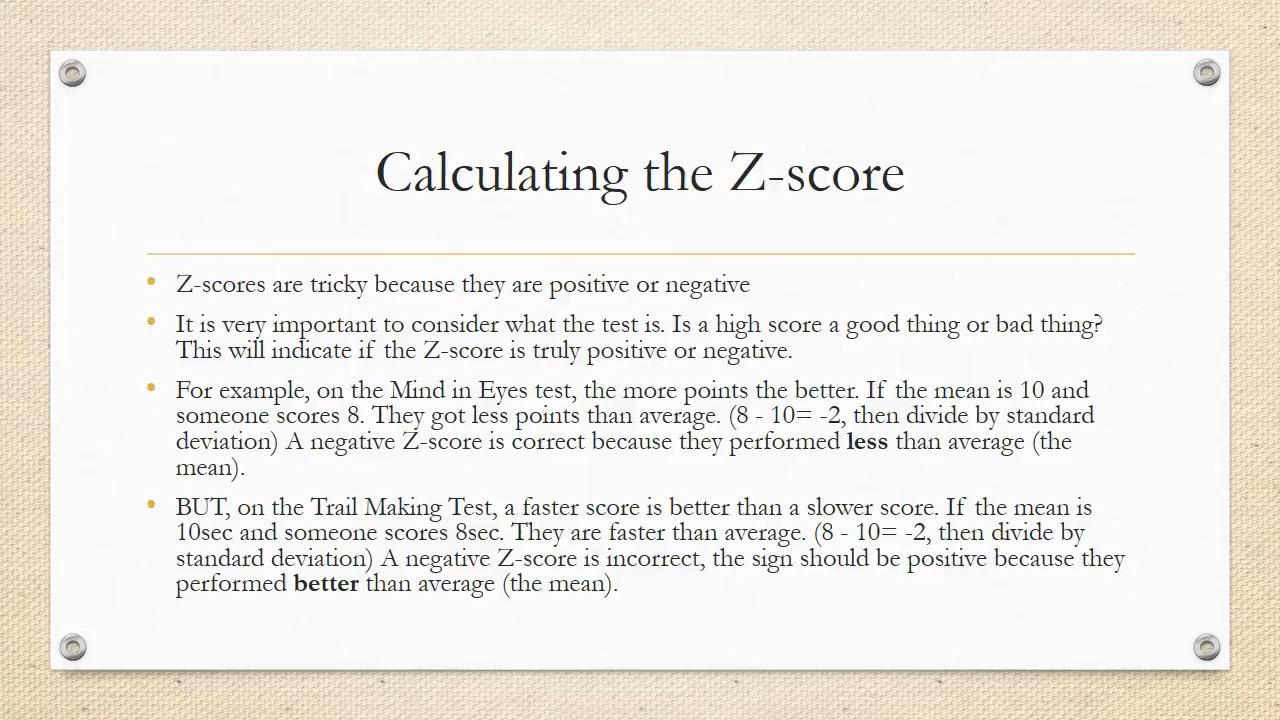 Calculating the Z-score
• Z-scores are tricky because they are positive or negative
• It is very important to consider what the test is. Is a high score a good thing or bad thing?
This will indicate if the Z-score is truly positive or negative.
• For example, on the Mind in Eyes test, the more points the better. If the mean is 10 and
someone scores 8. They got less points than average. (8 - 10= -2, then divide by standard
deviation) A negative Z-score is correct because they performed less than average (the
mean).
• BUT, on the Trail Making Test, a faster score is better than a slower score. If the mean is
10sec and someone scores 8sec. They are faster than average. (8 - 10= -2, then divide by
standard deviation) A negative Z-score is incorrect, the sign should be positive because they
performed better than average (the mean).